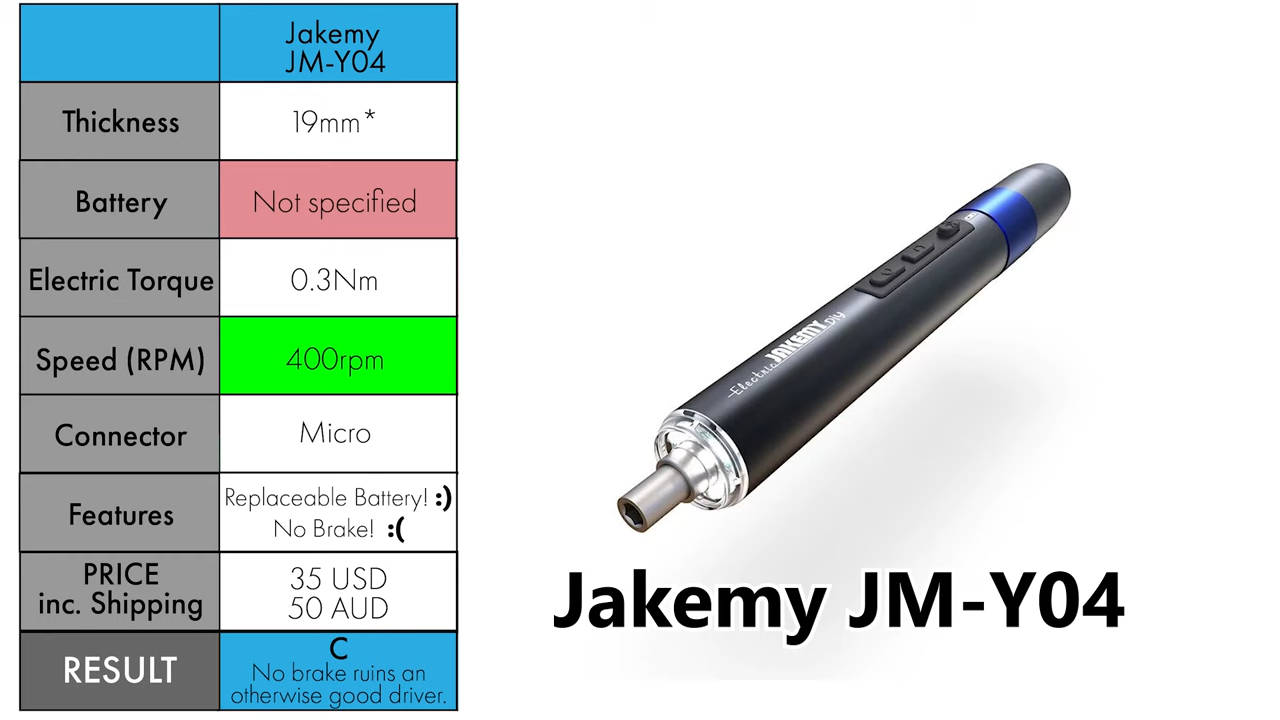 Jakemy
JM-Y04
Thickness
19mm*
Battery
Not specified
Electric Torque
0.3Nm
Speed (RPM)
400rpm
Connector
Micro
Features
Replaceable Battery! :)
No Brake! :(
PRICE
inc. Shipping
35 USD
50 AUD
RESULT
C
No brake ruins an
otherwise good driver.
Electric JAKEMY Diy
Jakemy JM-Y04